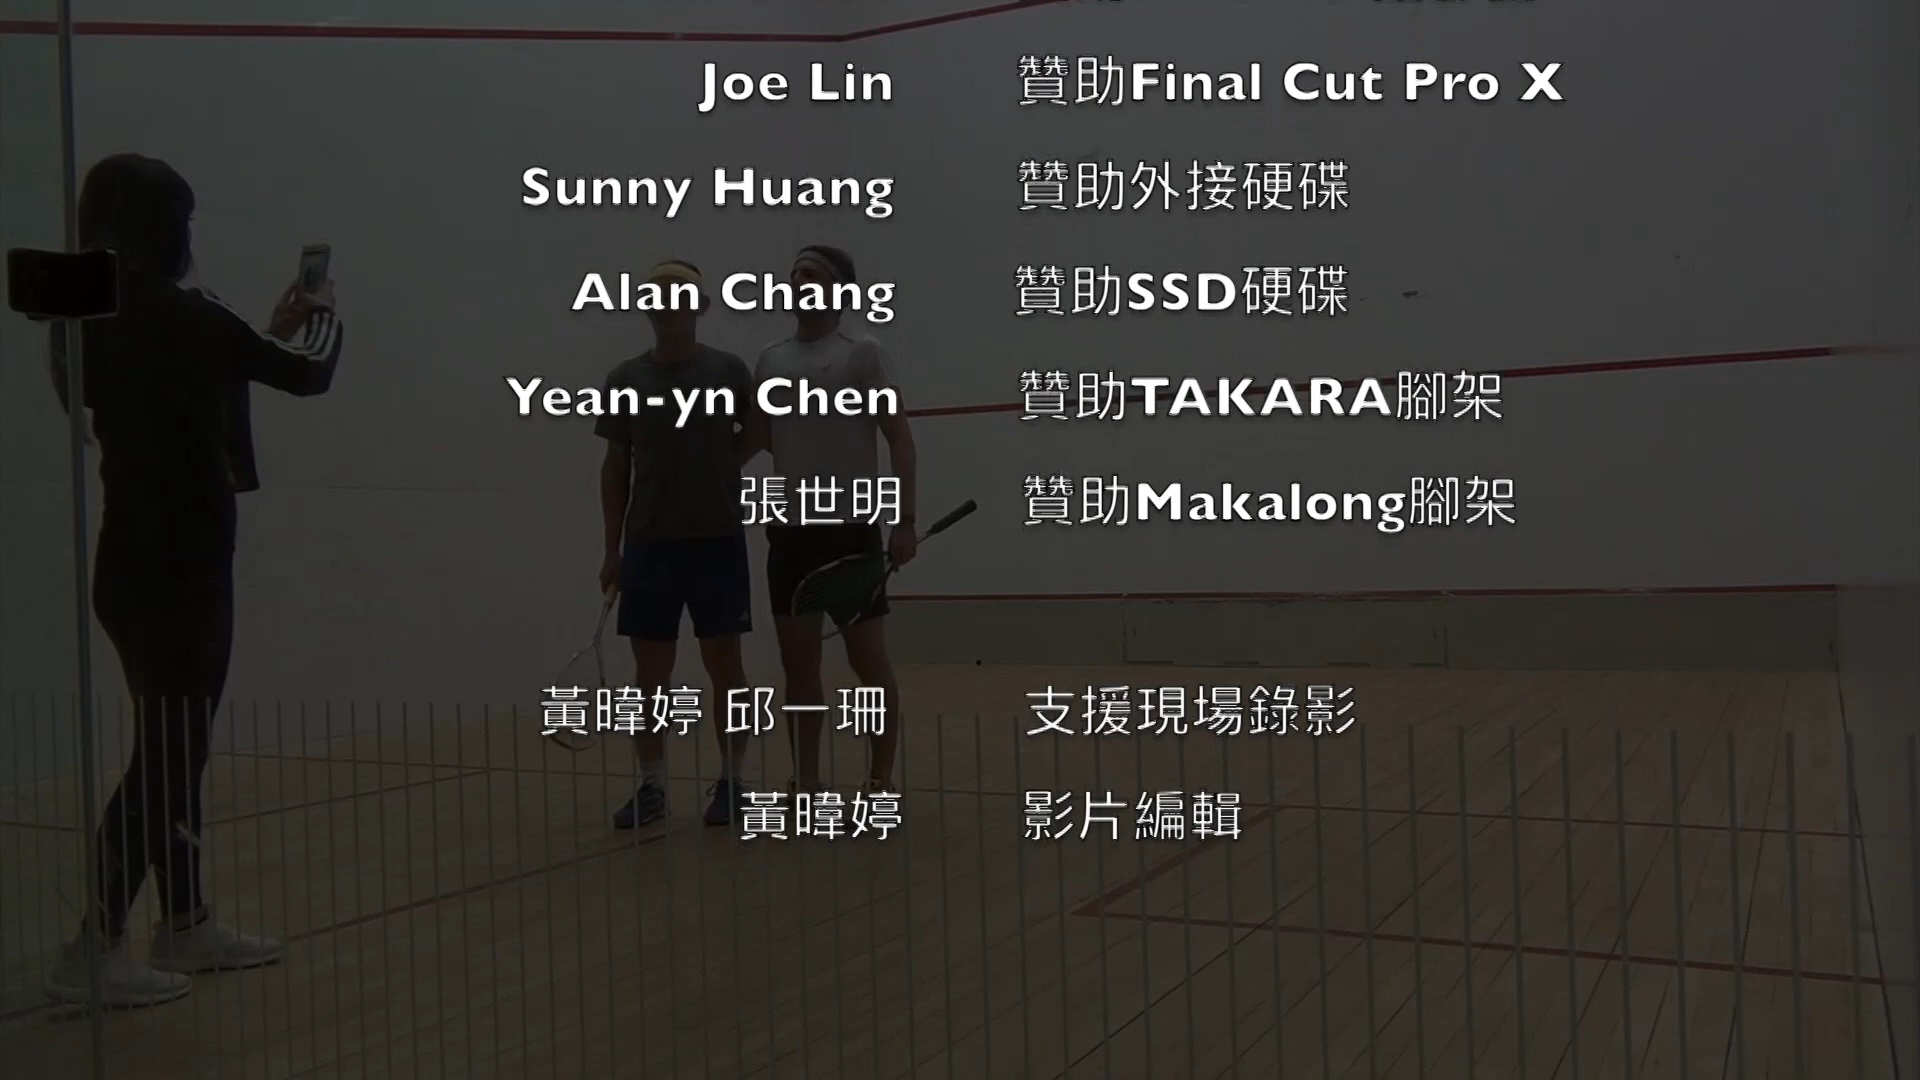 Joe Lin 贊助Final Cut Pro X
Sunny Huang 贊助外接硬碟
Alan Chang 贊助SSD硬碟
Yean-yn Chen 贊助TAKARA腳架
張世明 贊助Makalong腳架
黃暐婷 邱一珊 支援現場錄影
黃暐婷 影片編輯